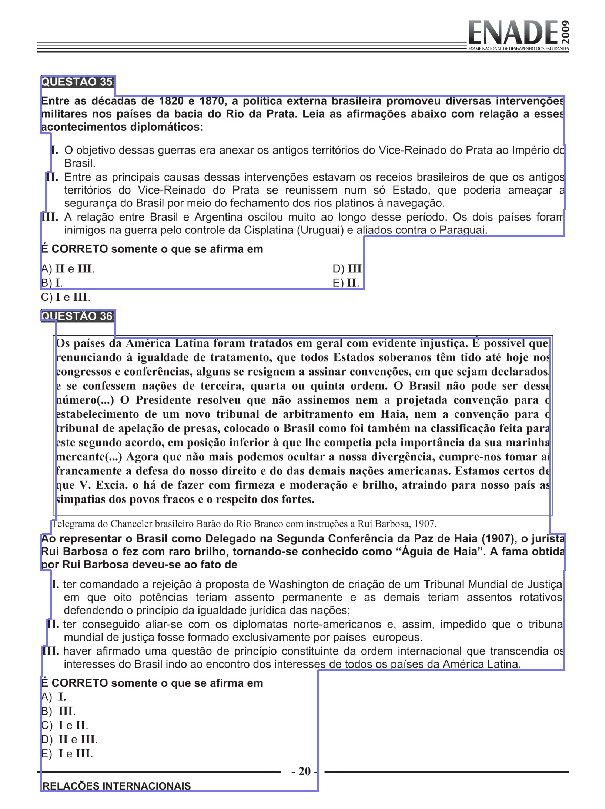 ENADE 2009
EXAME NACIONAL DE DESEMPENHO DOS ESTUDANTES
QUESTÃO 35
Entre as décadas de 1820 e 1870, a política externa brasileira promoveu diversas intervenções
militares nos países da bacia do Rio da Prata. Leia as afirmações abaixo com relação a esses
acontecimentos diplomáticos:
I. O objetivo dessas guerras era anexar os antigos territórios do Vice-Reinado do Prata ao Império do
Brasil.
II. Entre as principais causas dessas intervenções estavam os receios brasileiros de que os antigos
territórios do Vice-Reinado do Prata se reunissem num só Estado, que poderia ameaçar a
segurança do Brasil por meio do fechamento dos rios platinos à navegação.
III. A relação entre Brasil e Argentina oscilou muito ao longo desse período. Os dois países foram
inimigos na guerra pelo controle da Cisplatina (Uruguai) e aliados contra o Paraguai.
É CORRETO somente o que se afirma em
A) II e III. D) III
B) I. E) II.
C) I e III.
QUESTÃO 36
Os países da América Latina foram tratados em geral com evidente injustiça. É possível que,
renunciando à igualdade de tratamento, que todos Estados soberanos têm tido até hoje nos
congressos e conferências, alguns se resignem a assinar convenções, em que sejam declarados
e se confessem nações de terceira, quarta ou quinta ordem. O Brasil não pode ser desse
número(...) O Presidente resolveu que não assinemos nem a projetada convenção para o
estabelecimento de um novo tribunal de arbitramento em Haia, nem a convenção para o
tribunal de apelação de presas, colocado o Brasil como foi também na classificação feita para
este segundo acordo, em posição inferior à que lhe competia pela importância da sua marinha
mercante(...) Agora que não mais podemos ocultar a nossa divergência, cumpre-nos tomar aí
francamente a defesa do nosso direito e do das demais nações americanas. Estamos certos de
que V. Excia. o há de fazer com firmeza e moderação e brilho, atraindo para nosso país as
simpatias dos povos fracos e o respeito dos fortes.
Telegrama do Chanceler brasileiro Barão do Rio Branco com instruções a Rui Barbosa, 1907.
Ao representar o Brasil como Delegado na Segunda Conferência da Paz de Haia (1907), o jurista
Rui Barbosa o fez com raro brilho, tornando-se conhecido como “Águia de Haia”. A fama obtida
por Rui Barbosa deveu-se ao fato de
I. ter comandado a rejeição à proposta de Washington de criação de um Tribunal Mundial de Justiça
em que oito potências teriam assento permanente e as demais teriam assentos rotativos,
defendendo o princípio da igualdade jurídica das nações;
II. ter conseguido aliar-se com os diplomatas norte-americanos e, assim, impedido que o tribunal
mundial de justiça fosse formado exclusivamente por países europeus.
III. haver afirmado uma questão de princípio constituinte da ordem internacional que transcendia os
interesses do Brasil indo ao encontro dos interesses de todos os países da América Latina.
É CORRETO somente o que se afirma em
A) I.
B) III.
C) I e II.
D) II e III.
E) I e III.
- 20 -
RELAÇÕES INTERNACIONAIS